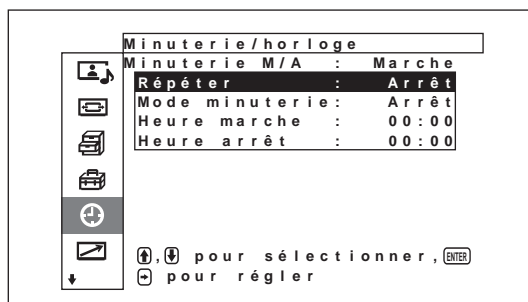 Minuterie/horloge
Minuterie M/A : Marche
Répéter : Arrêt
Mode minuterie: Arrêt
Heure marche : 00:00
Heure arrêt : 00:00
, pour sélectionner, ENTER
pour régler